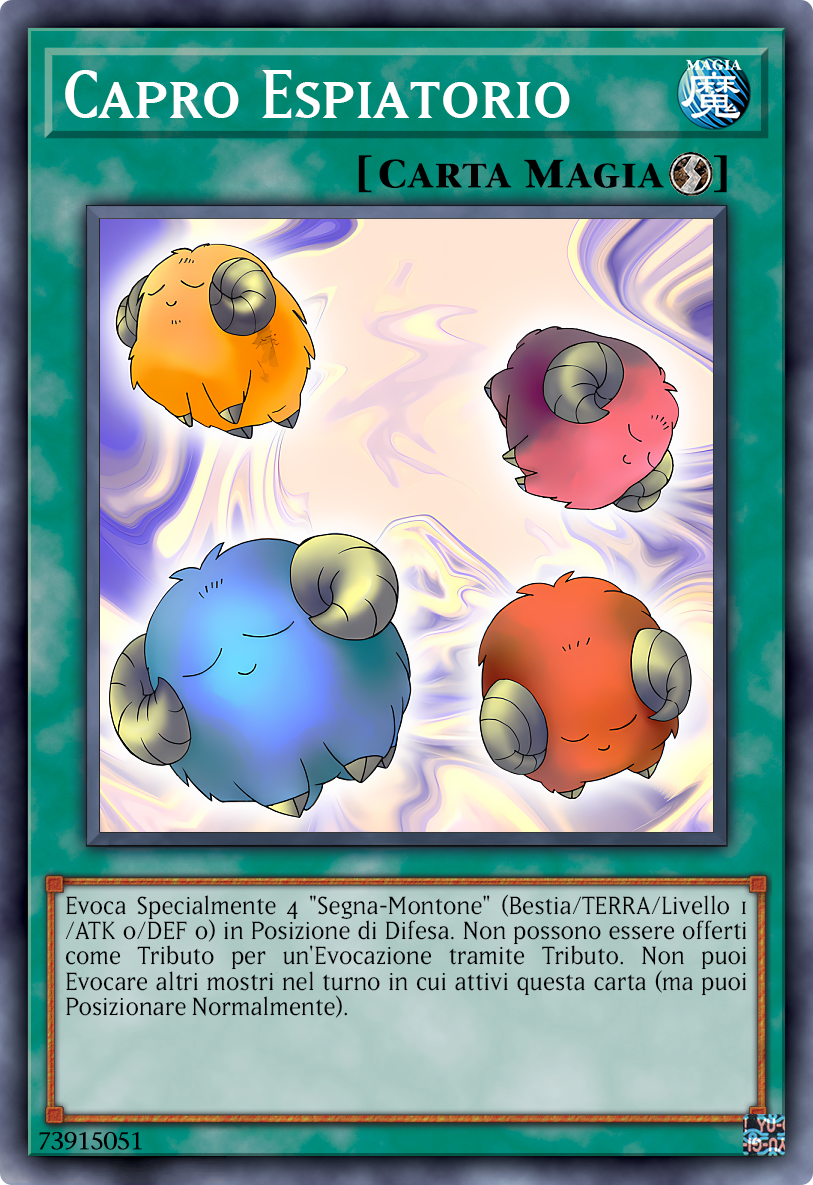 Capro Espiatorio
MAGIA
魔
[Carta Magia]
Evoca Specialmente 4 "Segna-Montone" (Bestia/TERRA/Livello 1
/ATK 0/DEF 0) in Posizione di Difesa. Non possono essere offerti
come Tributo per un'Evocazione tramite Tributo. Non puoi
Evocare altri mostri nel turno in cui attivi questa carta (ma puoi
Posizionare Normalmente).
73915051